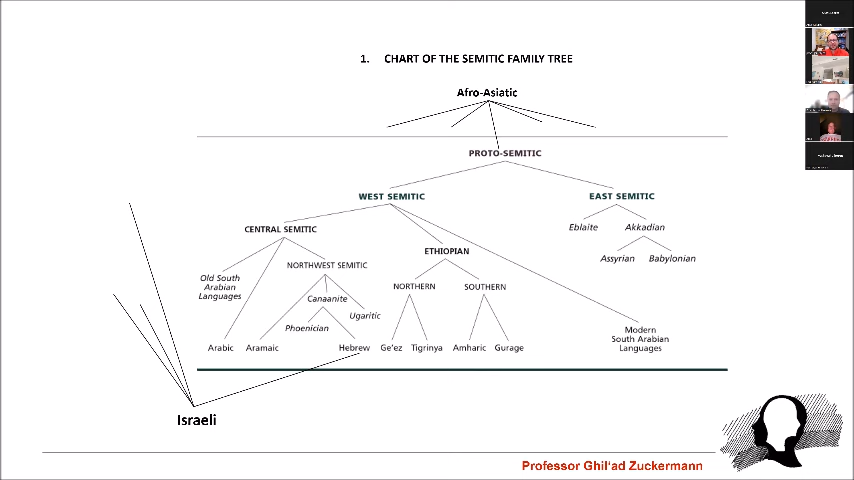 1. CHART OF THE SEMITIC FAMILY TREE
Afro-Asiatic
PROTO-SEMITIC
WEST SEMITIC
EAST SEMITIC
CENTRAL SEMITIC
ETHIOPIAN
Eblaite
Akkadian
Assyrian
Babylonian
NORTHWEST SEMITIC
Old South
Arabian
Languages
NORTHERN
SOUTHERN
Canaanite
Ugaritic
Phoenician
Modern
South Arabian
Languages
Arabic
Aramaic
Hebrew
Ge'ez
Tigrinya
Amharic
Gurage
Israeli
Professor Ghil'ad Zuckermann